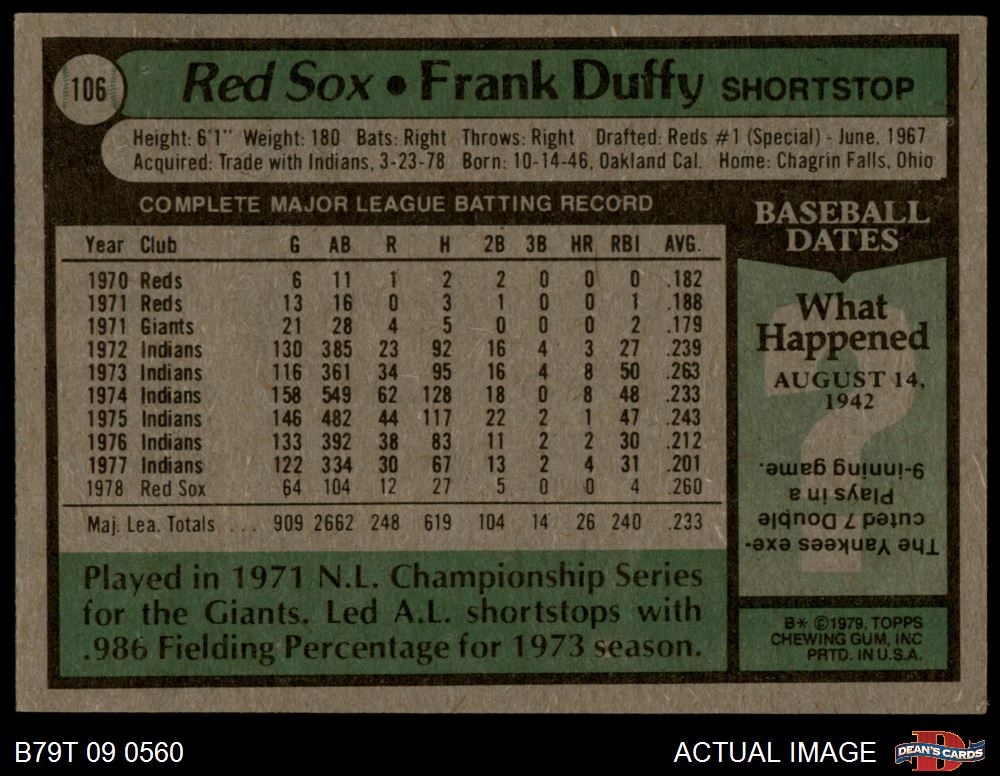 106
Red Sox • Frank Duffy SHORTSTOP
Height: 6'1" Weight: 180 Bats: Right Throws: Right Drafted: Reds #1 (Special) - June, 1967
Acquired: Trade with Indians, 3-23-78 Born: 10-14-46, Oakland Cal. Home: Chagrin Falls, Ohio
COMPLETE MAJOR LEAGUE BATTING RECORD
Year Club G AB R H 2B 3B HR RBI AVG.
1970 Reds 6 11 1 2 2 0 0 0 .182
1971 Reds 13 16 0 3 1 0 0 1 .188
1971 Giants 21 28 4 5 0 0 0 2 .179
1972 Indians 130 385 23 92 16 4 3 27 .239
1973 Indians 116 361 34 95 16 4 8 50 .263
1974 Indians 158 549 62 128 18 0 8 48 .233
1975 Indians 146 482 44 117 22 2 1 47 .243
1976 Indians 133 392 38 83 11 2 2 30 .212
1977 Indians 122 334 30 67 13 2 4 31 .201
1978 Red Sox 64 104 12 27 5 0 0 4 .260
Maj. Lea. Totals ... 909 2662 248 619 104 14 26 240 .233
Played in 1971 N.L. Championship Series
for the Giants. Led A.L. shortstops with
.986 Fielding Percentage for 1973 season.
BASEBALL
DATES
What
Happened
AUGUST 14,
1942
?
The Yankees exe-
cuted 7 Double
Plays in a
9-inning game.
B* ©1979, TOPPS
CHEWING GUM, INC
PRTD. IN U.S.A.
B79T 09 0560
ACTUAL IMAGE
D
DEAN'S CARDS